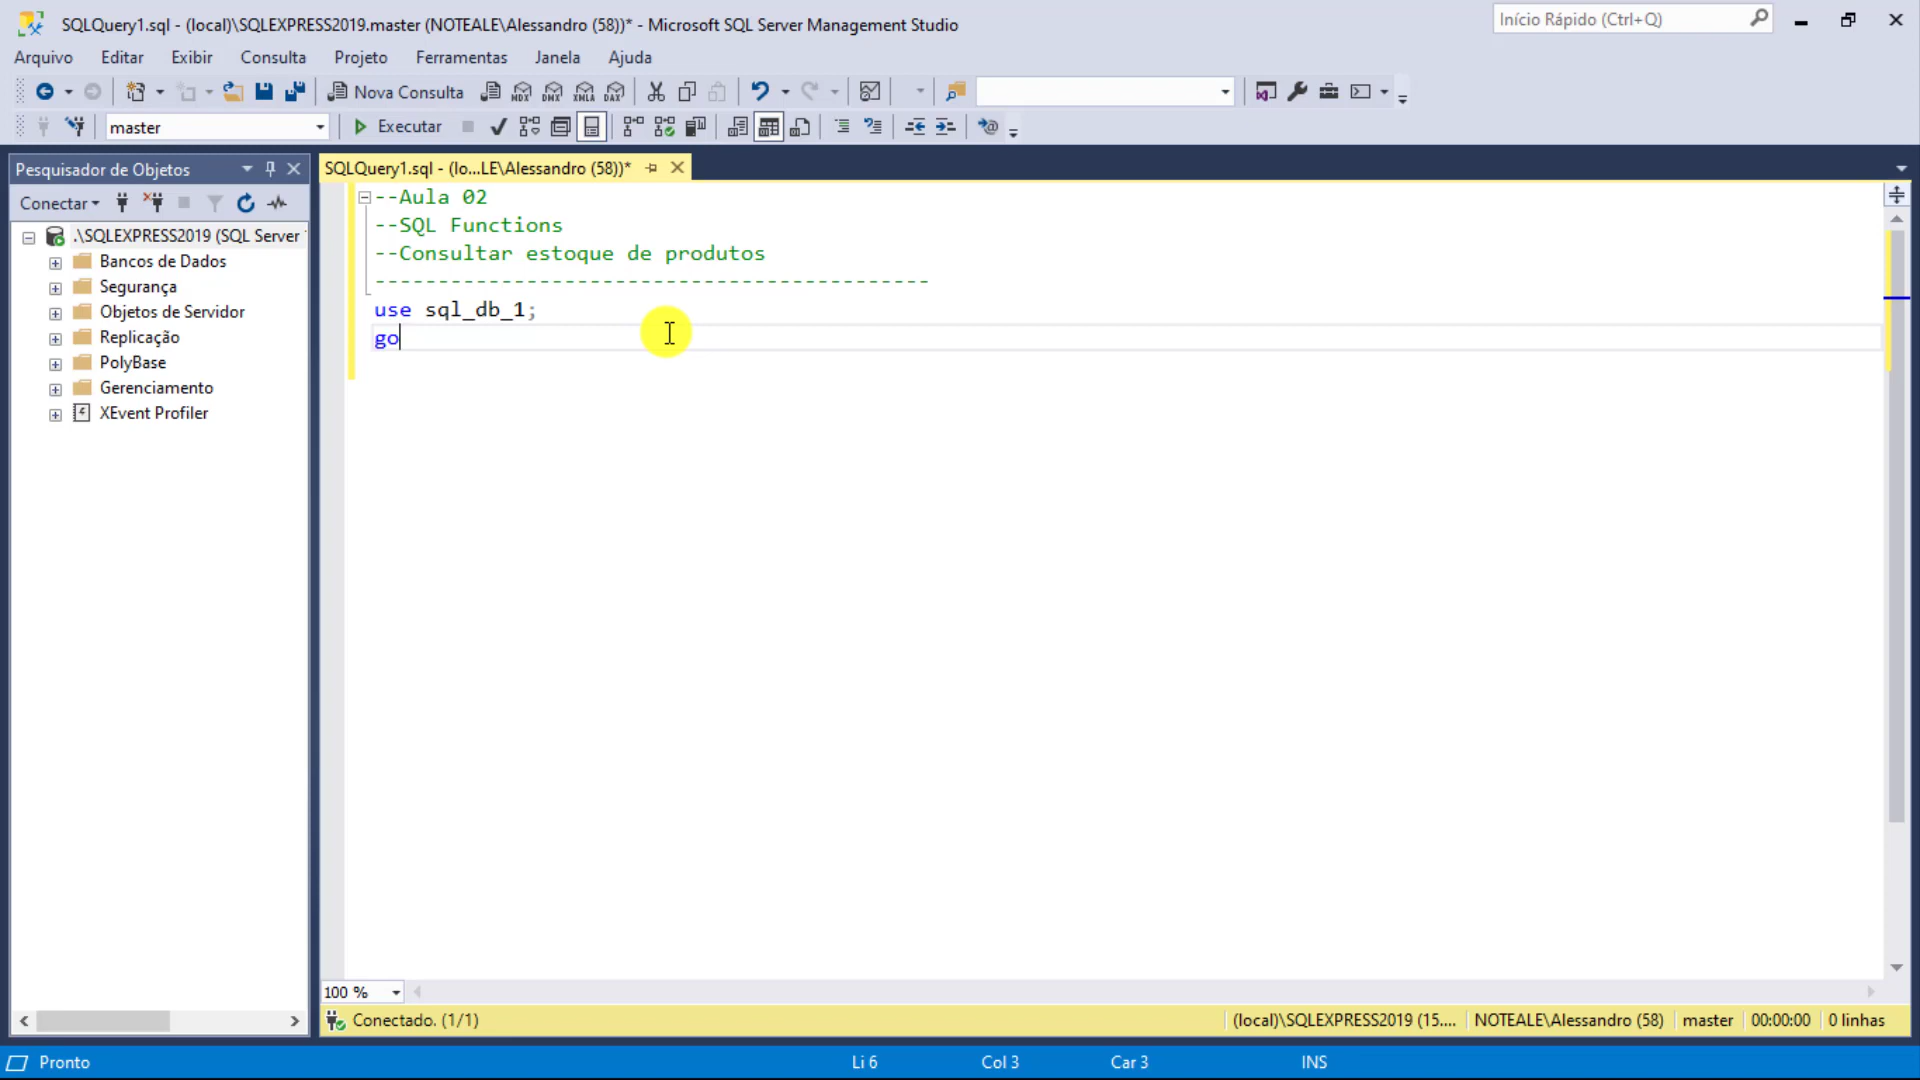 SQLQuery1.sql - (local)\SQLEXPRESS2019.master (NOTEALE\Alessandro (58))* - Microsoft SQL Server Management Studio
Início Rápido (Ctrl+Q)
Arquivo Editar Exibir Consulta Projeto Ferramentas Janela Ajuda
Nova Consulta MDX DMX XMLA DAX
master Executar
Pesquisador de Objetos
SQLQuery1.sql - (lo...LE\Alessandro (58))*
Conectar
.\SQLEXPRESS2019 (SQL Server
Bancos de Dados
Segurança
Objetos de Servidor
Replicação
PolyBase
Gerenciamento
XEvent Profiler
--Aula 02
--SQL Functions
--Consultar estoque de produtos
--------------------------------------------
use sql_db_1;
go
100 %
Conectado. (1/1)
(local)\SQLEXPRESS2019 (15.... NOTEALE\Alessandro (58) master 00:00:00 0 linhas
Pronto Li 6 Col 3 Car 3 INS